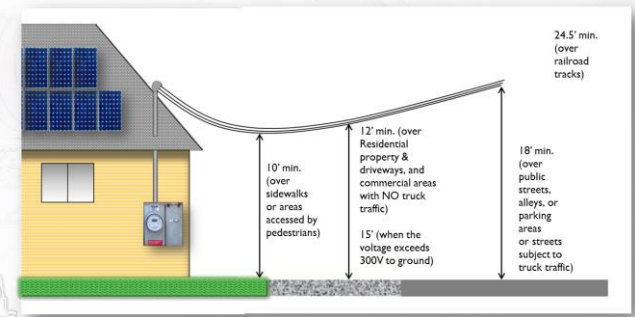 24.5' min.
(over
railroad
tracks)
12' min. (over
Residential
property &
driveways, and
commercial areas
with NO truck
traffic)
15' (when the
voltage exceeds
300V to ground)
10' min.
(over
sidewalks
or areas
accessed by
pedestrians)
18' min.
(over
public
streets,
alleys, or
parking
areas
or streets
subject to
truck traffic)